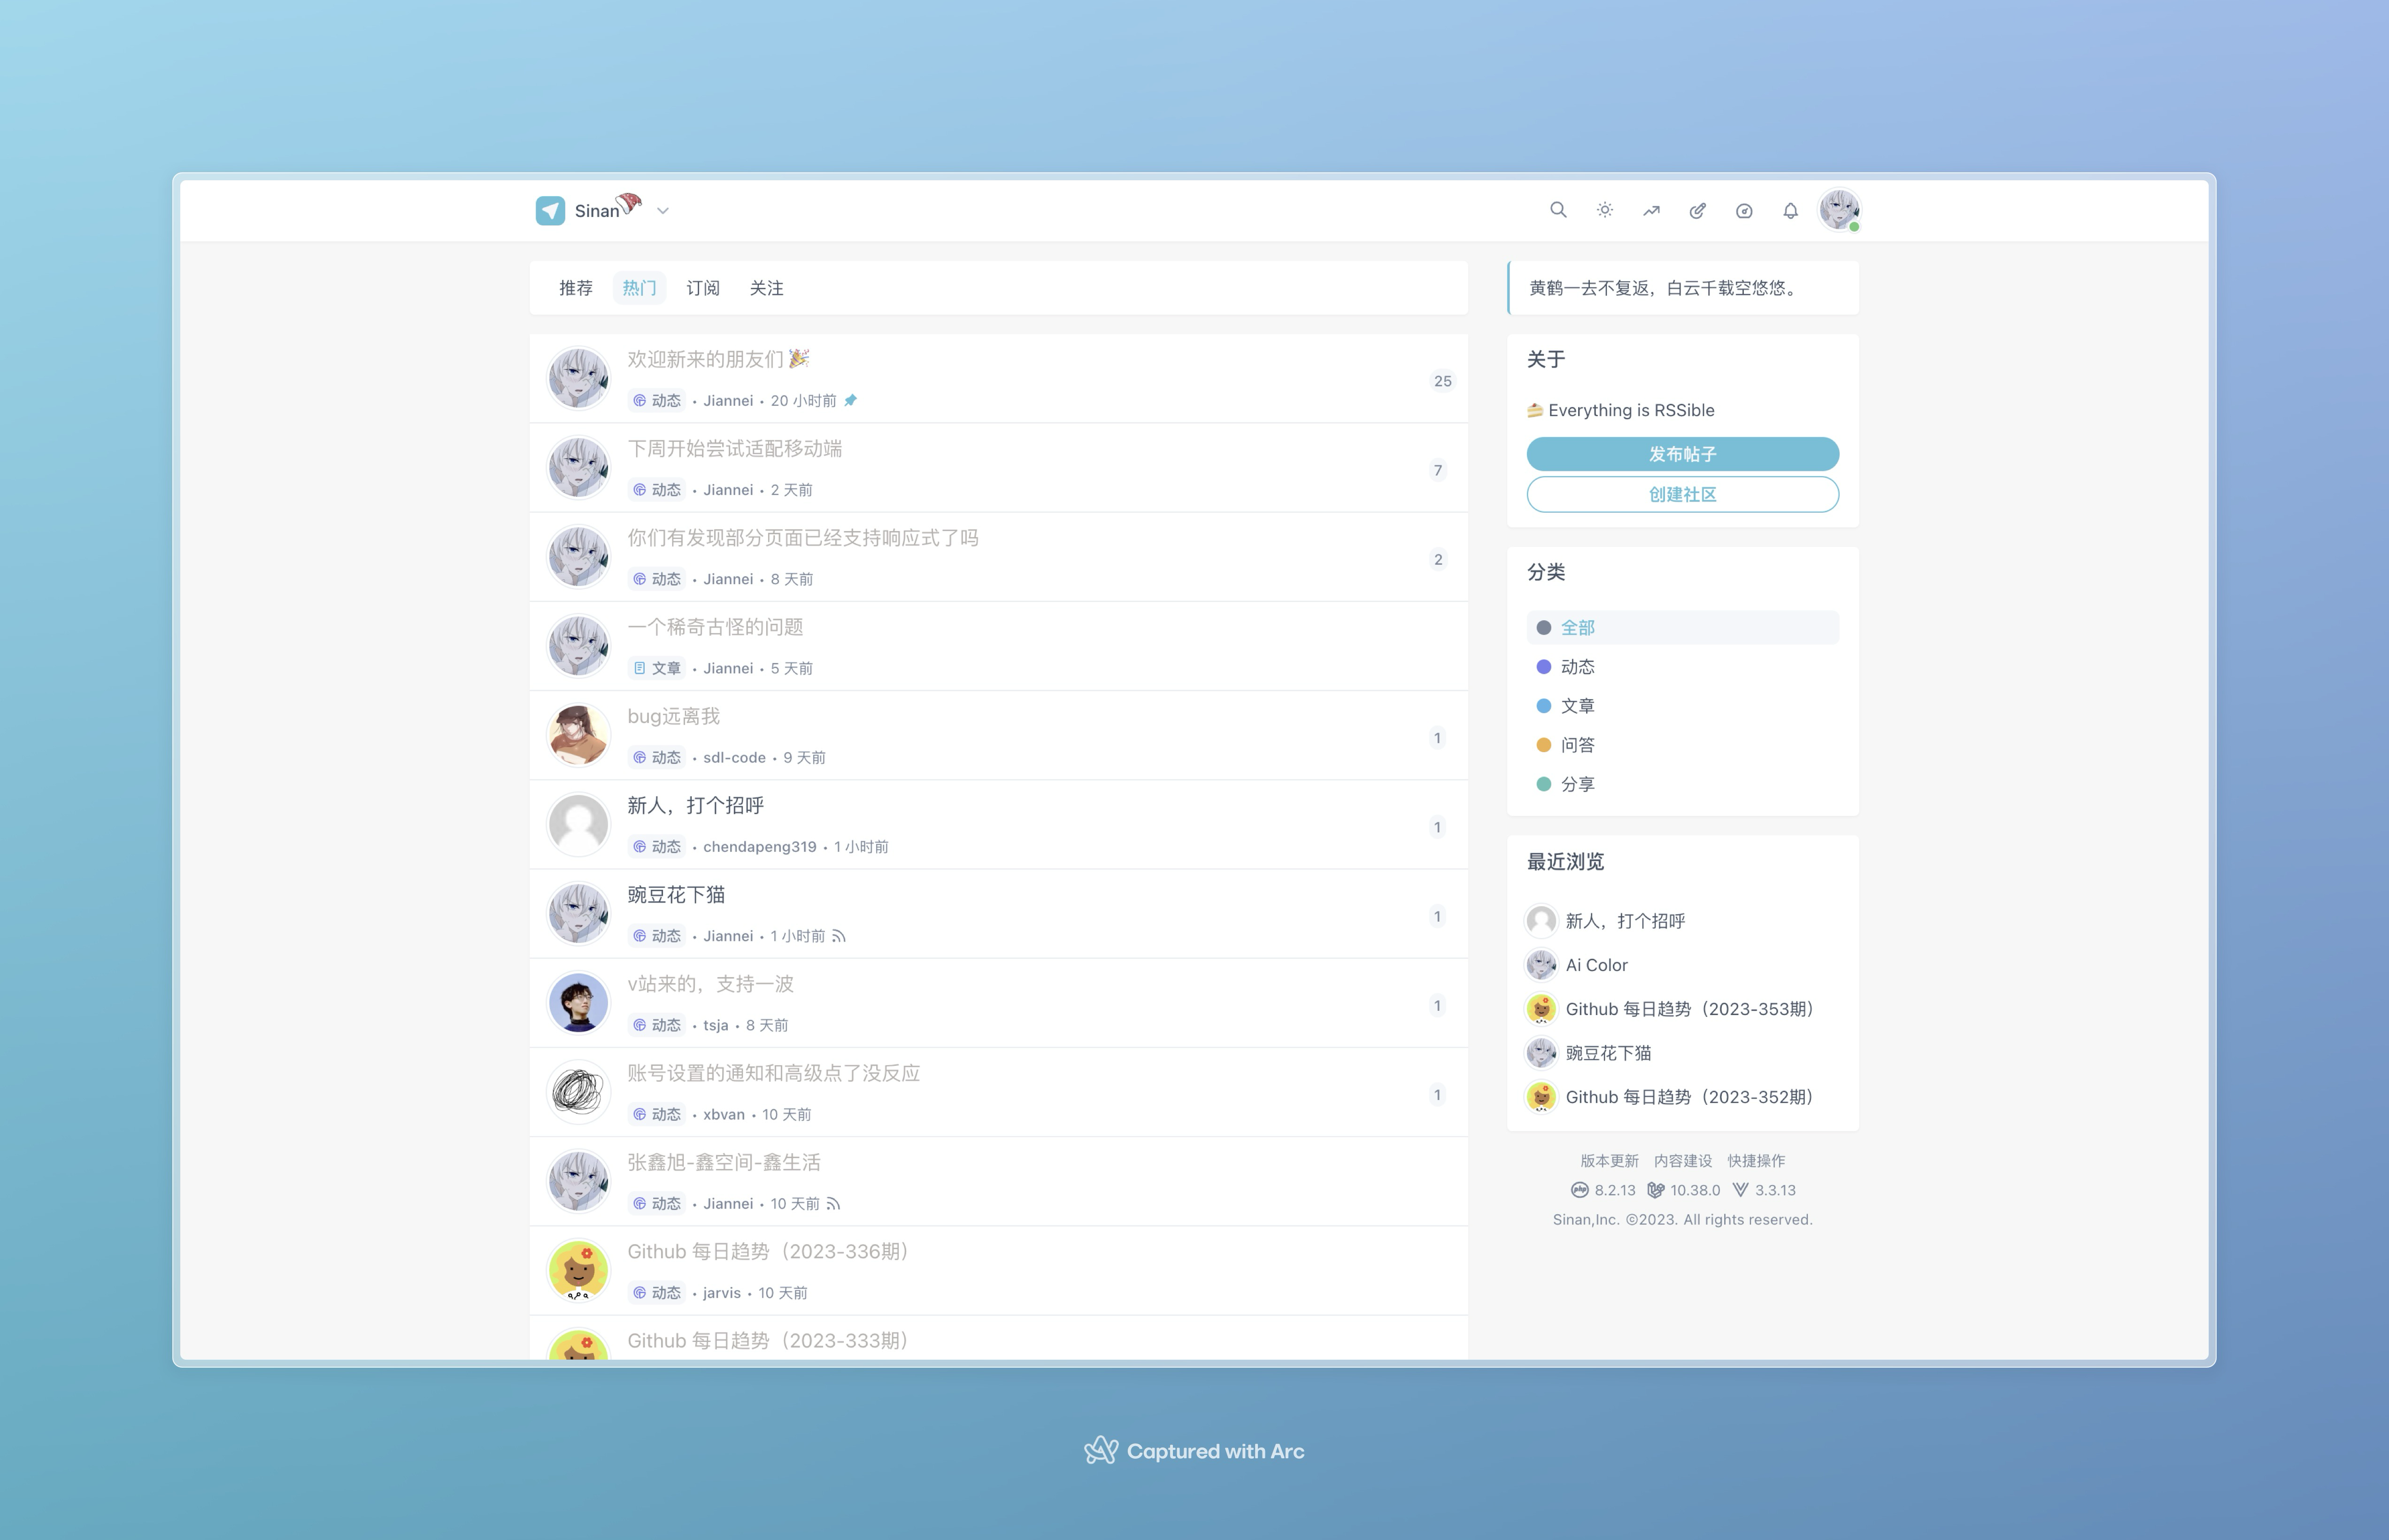 Sinan
推荐 热门 订阅 关注
欢迎新来的朋友们🎉
动态 • Jiannei • 20 小时前
25
下周开始尝试适配移动端
动态 • Jiannei • 2 天前
7
你们有发现部分页面已经支持响应式了吗
动态 • Jiannei • 8 天前
2
一个稀奇古怪的问题
文章 • Jiannei • 5 天前
bug远离我
动态 • sdl-code • 9 天前
1
新人，打个招呼
动态 • chendapeng319 • 1 小时前
1
豌豆花下猫
动态 • Jiannei • 1 小时前
1
v站来的，支持一波
动态 • tsja • 8 天前
1
账号设置的通知和高级点了没反应
动态 • xbvan • 10 天前
1
张鑫旭-鑫空间-鑫生活
动态 • Jiannei • 10 天前
Github 每日趋势（2023-336期）
动态 • jarvis • 10 天前
Github 每日趋势（2023-333期）
黄鹤一去不复返，白云千载空悠悠。
关于
🍰 Everything is RSSible
发布帖子
创建社区
分类
全部
动态
文章
问答
分享
最近浏览
新人，打个招呼
Ai Color
Github 每日趋势（2023-353期）
豌豆花下猫
Github 每日趋势（2023-352期）
版本更新 内容建设 快捷操作
php 8.2.13 10.38.0 3.3.13
Sinan,Inc. ©2023. All rights reserved.
Captured with Arc